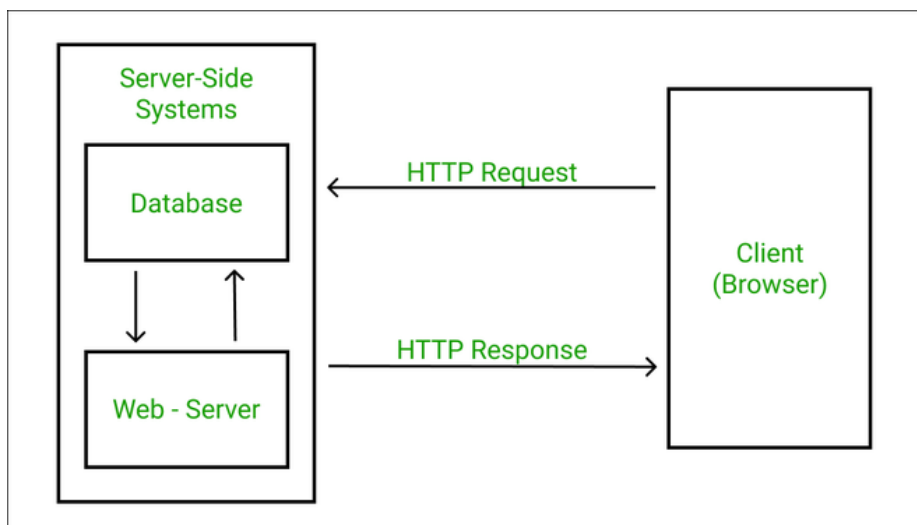 Server-Side
Systems
Database
Web - Server
HTTP Request
HTTP Response
Client
(Browser)